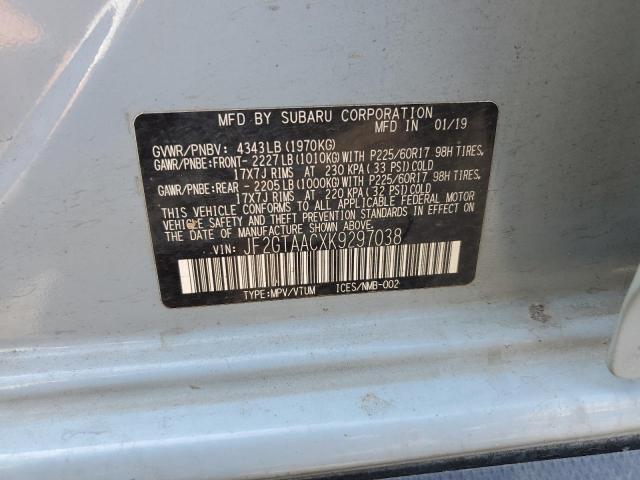 MFD BY SUBARU CORPORATION
MFD IN 01/19
GVWR/PNBV: 4343LB (1970KG)
GAWR/PNBE:FRONT- 2227LB (1010KG) WITH P225/60R17 98H TIRES,
17X7J RIMS AT 230 KPA (33 PSI) COLD
GAWR/PNBE:REAR - 2205LB (1000KG) WITH P225/60R17 98H TIRES,
17X7J RIMS AT 220 KPA (32 PSI) COLD
THIS VEHICLE CONFORMS TO ALL APPLICABLE FEDERAL MOTOR
VEHICLE SAFETY STANDARDS IN EFFECT ON
THE DATE OF MANUFACTURE SHOWN ABOVE.
VIN: JF2GTAACXK9297038
TYPE:MPV/VTUM ICES/NMB-002